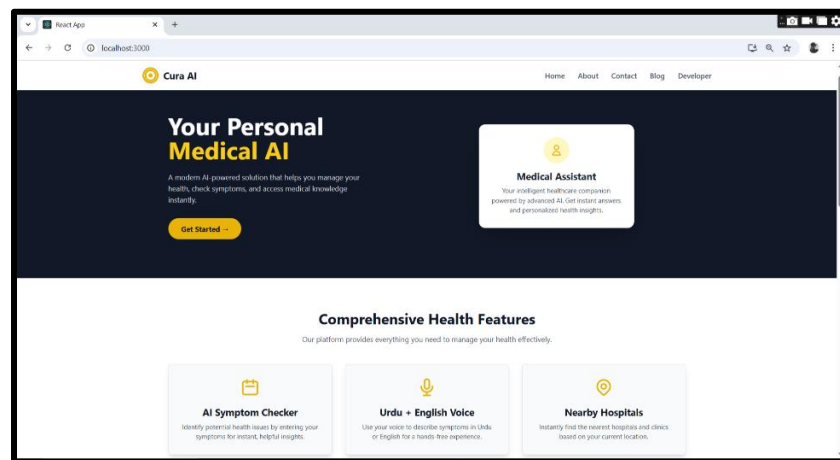 React App
localhost:3000
Cura AI
Home About Contact Blog Developer
Your Personal
Medical AI
A modern AI-powered solution that helps you manage your
health, check symptoms, and access medical knowledge
instantly.
Get Started →
Medical Assistant
Your intelligent healthcare companion
powered by advanced AI. Get instant answers
and personalized health insights.
Comprehensive Health Features
Our platform provides everything you need to manage your health effectively.
AI Symptom Checker
Identify potential health issues by entering your
symptoms for instant, helpful insights.
Urdu + English Voice
Use your voice to describe symptoms in Urdu
or English for a hands-free experience.
Nearby Hospitals
Instantly find the nearest hospitals and clinics
based on your current location.